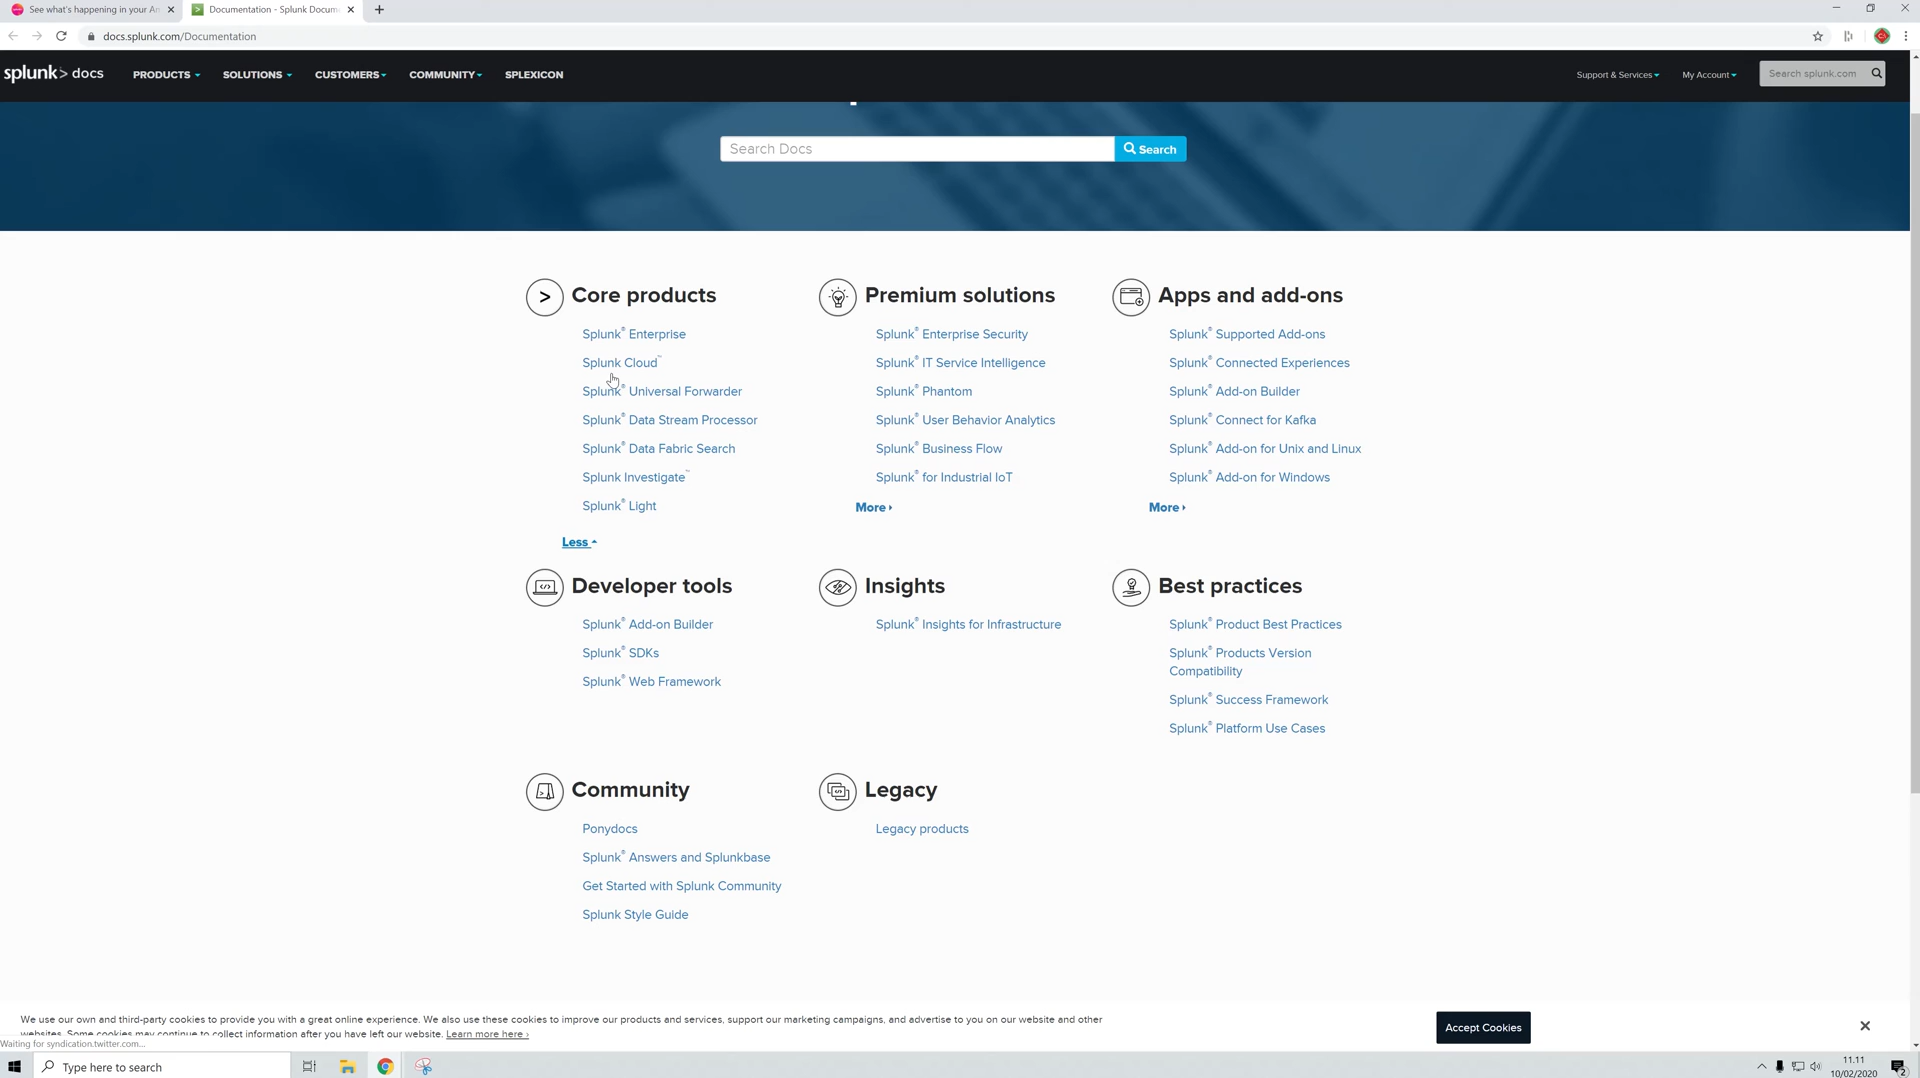 See what's happening in your An
Documentation - Splunk Docum
docs.splunk.com/Documentation
splunk> docs PRODUCTS SOLUTIONS CUSTOMERS COMMUNITY SPLEXICON Support & Services My Account Search splunk.com
Search Docs Search
Core products
Splunk® Enterprise
Splunk Cloud™
Splunk® Universal Forwarder
Splunk® Data Stream Processor
Splunk® Data Fabric Search
Splunk Investigate™
Splunk® Light
Less
Premium solutions
Splunk® Enterprise Security
Splunk® IT Service Intelligence
Splunk® Phantom
Splunk® User Behavior Analytics
Splunk® Business Flow
Splunk® for Industrial IoT
More
Apps and add-ons
Splunk® Supported Add-ons
Splunk® Connected Experiences
Splunk® Add-on Builder
Splunk® Connect for Kafka
Splunk® Add-on for Unix and Linux
Splunk® Add-on for Windows
More
Developer tools
Splunk® Add-on Builder
Splunk® SDKs
Splunk® Web Framework
Insights
Splunk® Insights for Infrastructure
Best practices
Splunk® Product Best Practices
Splunk® Products Version
Compatibility
Splunk® Success Framework
Splunk® Platform Use Cases
Community
Ponydocs
Splunk® Answers and Splunkbase
Get Started with Splunk Community
Splunk Style Guide
Legacy
Legacy products
We use our own and third-party cookies to provide you with a great online experience. We also use these cookies to improve our products and services, support our marketing campaigns, and advertise to you on our website and other
websites. Some cookies may continue to collect information after you have left our website. Learn more here ›
Accept Cookies
Waiting for syndication.twitter.com...
Type here to search
11.11
10/02/2020
2